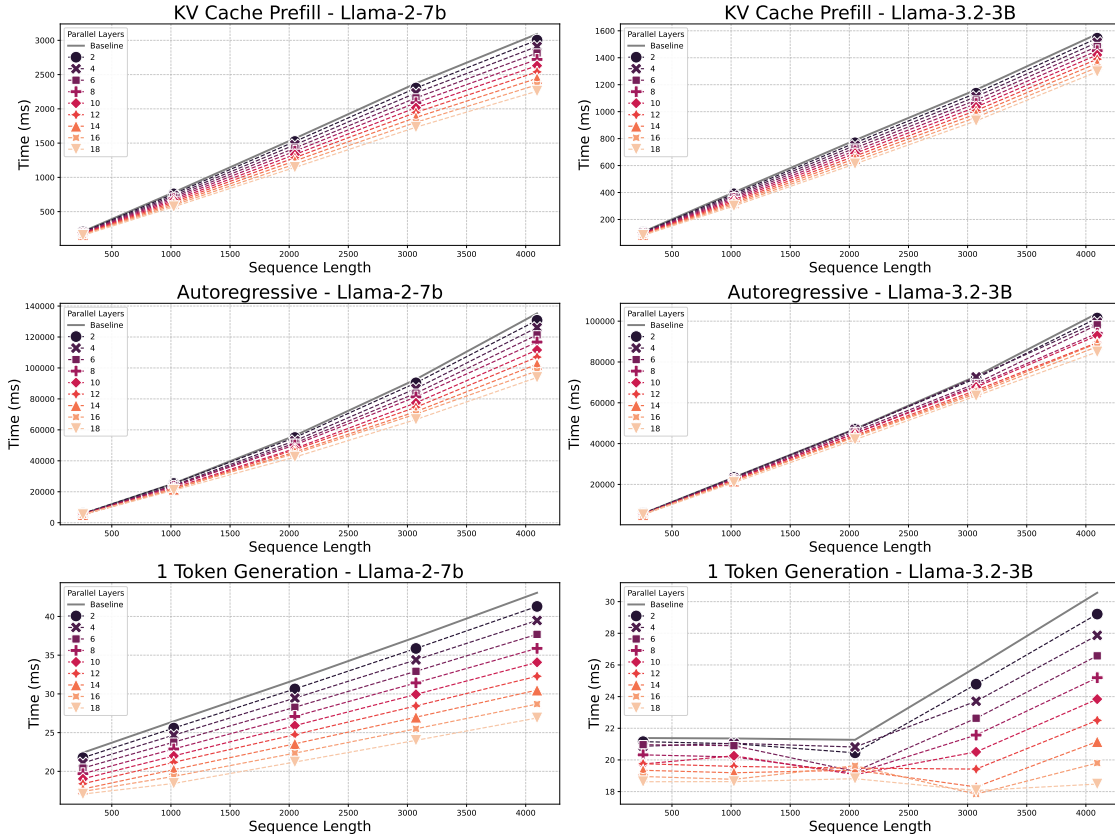 KV Cache Prefill - Llama-2-7b
Time (ms)
3000
2500
2000
1500
1000
500
Parallel Layers
Baseline
2
4
6
8
10
12
14
16
18
500 1000 1500 2000 2500 3000 3500 4000
Sequence Length
KV Cache Prefill - Llama-3.2-3B
Time (ms)
1600
1400
1200
1000
800
600
400
200
Parallel Layers
Baseline
2
4
6
8
10
12
14
16
18
500 1000 1500 2000 2500 3000 3500 4000
Sequence Length
Autoregressive - Llama-2-7b
Time (ms)
140000
120000
100000
80000
60000
40000
20000
0
Parallel Layers
Baseline
2
4
6
8
10
12
14
16
18
500 1000 1500 2000 2500 3000 3500 4000
Sequence Length
Autoregressive - Llama-3.2-3B
Time (ms)
100000
80000
60000
40000
20000
Parallel Layers
Baseline
2
4
6
8
10
12
14
16
18
500 1000 1500 2000 2500 3000 3500 4000
Sequence Length
1 Token Generation - Llama-2-7b
Time (ms)
40
35
30
25
20
Parallel Layers
Baseline
2
4
6
8
10
12
14
16
18
500 1000 1500 2000 2500 3000 3500 4000
Sequence Length
1 Token Generation - Llama-3.2-3B
Time (ms)
30
28
26
24
22
20
18
Parallel Layers
Baseline
2
4
6
8
10
12
14
16
18
500 1000 1500 2000 2500 3000 3500 4000
Sequence Length